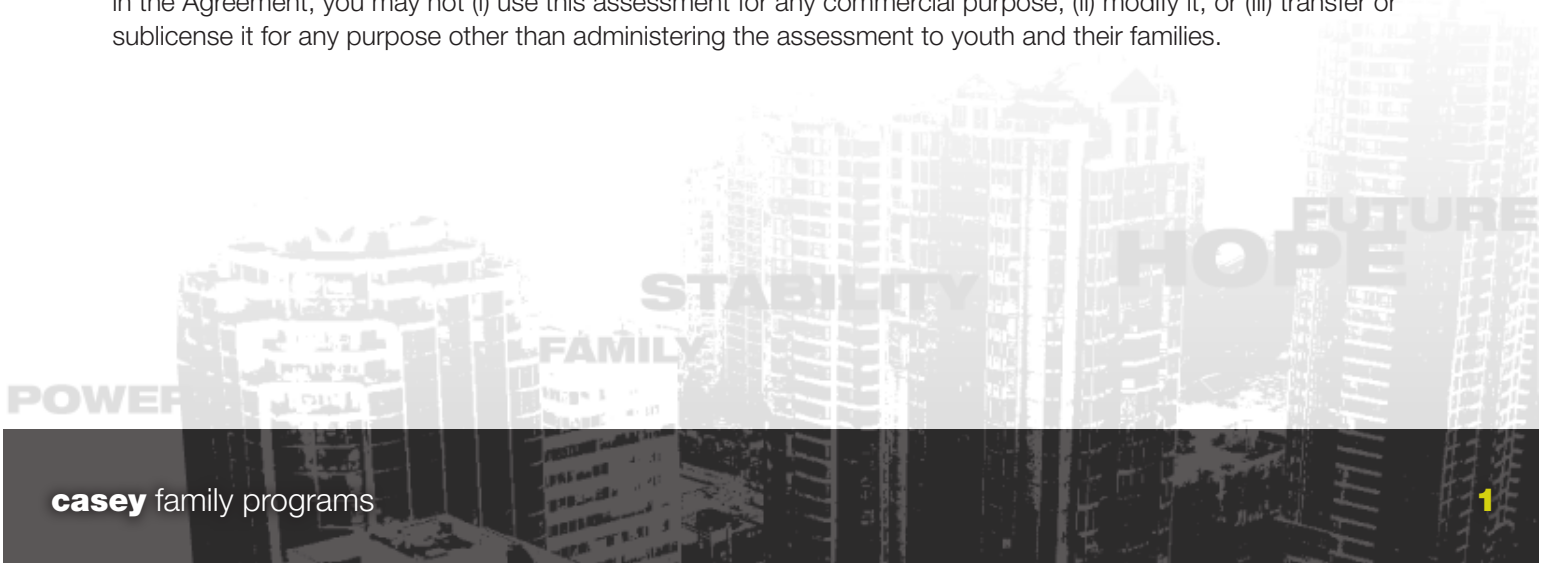 in the Agreement, you may not (i) use this assessment for any commercial purpose, (ii) modify it, or (iii) transfer or
sublicense it for any purpose other than administering the assessment to youth and their families.
FUTURE
HOPE
STABILITY
FAMILY
POWER
casey family programs
1